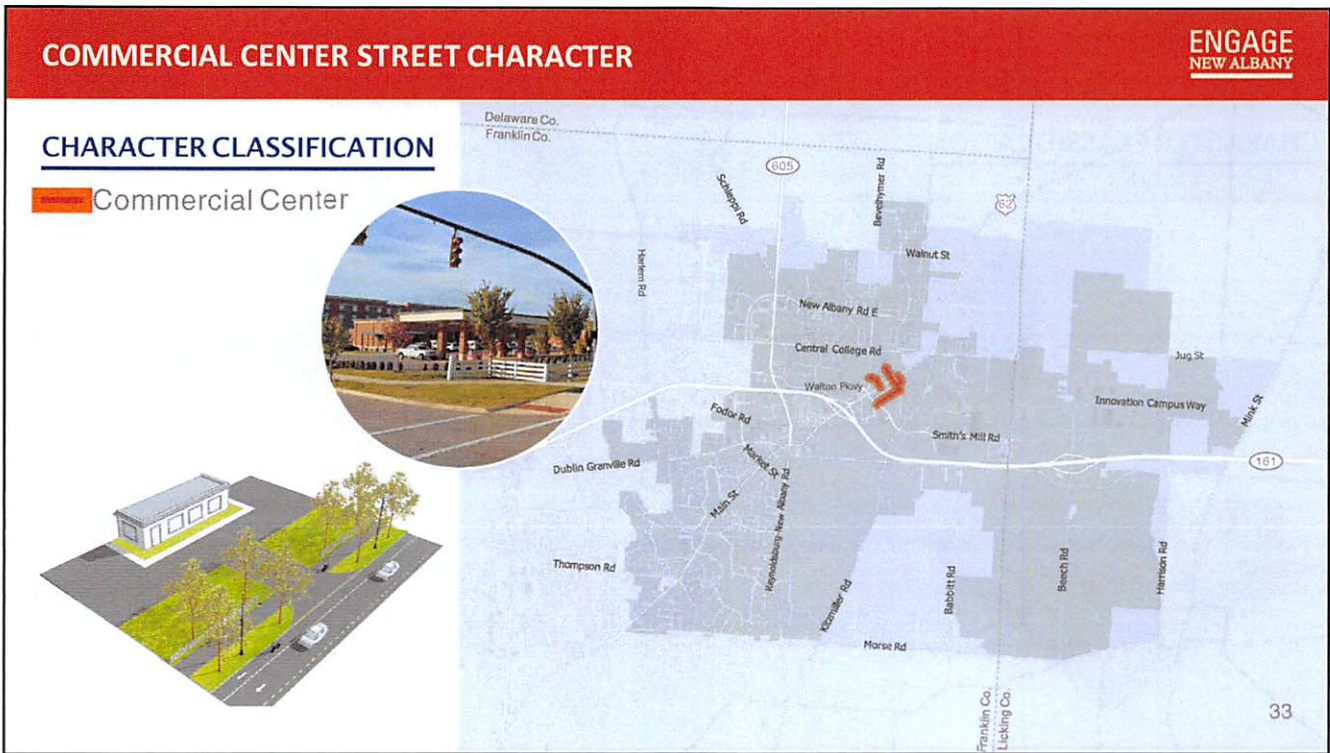 COMMERCIAL CENTER STREET CHARACTER
ENGAGE
NEW ALBANY
CHARACTER CLASSIFICATION
Commercial Center
Delaware Co.
Franklin Co.
605
Schleppi Rd
Bevelhymer Rd
62
Harlem Rd
Walnut St
New Albany Rd E
Central College Rd
Jug St
Walton Pkwy
Innovation Campus Way
Mink St
Fodor Rd
Smith's Mill Rd
Market St
Dublin Granville Rd
161
Main St
Reynoldsburg-New Albany Rd
Thompson Rd
Kitzmiller Rd
Babbitt Rd
Beech Rd
Harrison Rd
Morse Rd
Franklin Co.
Licking Co.
33